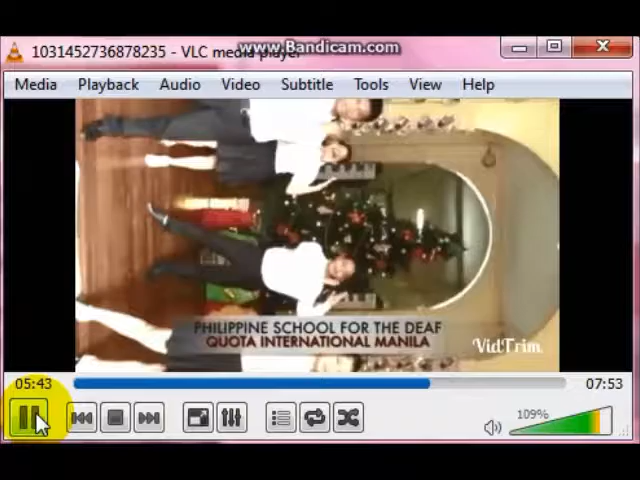 www.Bandicam.com
1031452736878235 - VLC media player
Media Playback Audio Video Subtitle Tools View Help
PHILIPPINE SCHOOL FOR THE DEAF
QUOTA INTERNATIONAL MANILA
VidTrim
05:43
07:53
109%